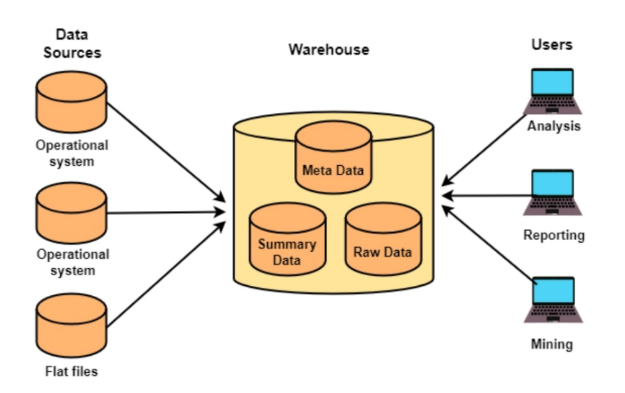 Data
Sources
Warehouse
Users
Operational
system
Operational
system
Flat files
Meta Data
Summary
Data
Raw Data
Analysis
Reporting
Mining